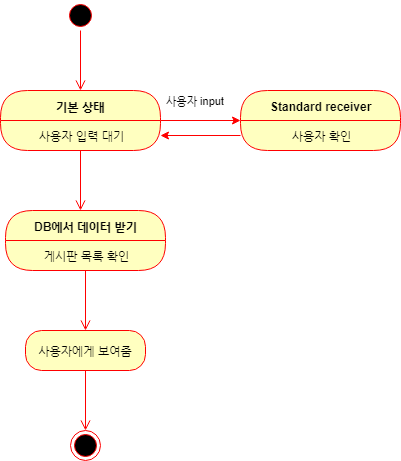 기본 상태
사용자 입력 대기
사용자 input
Standard receiver
사용자 확인
DB에서 데이터 받기
게시판 목록 확인
사용자에게 보여줌